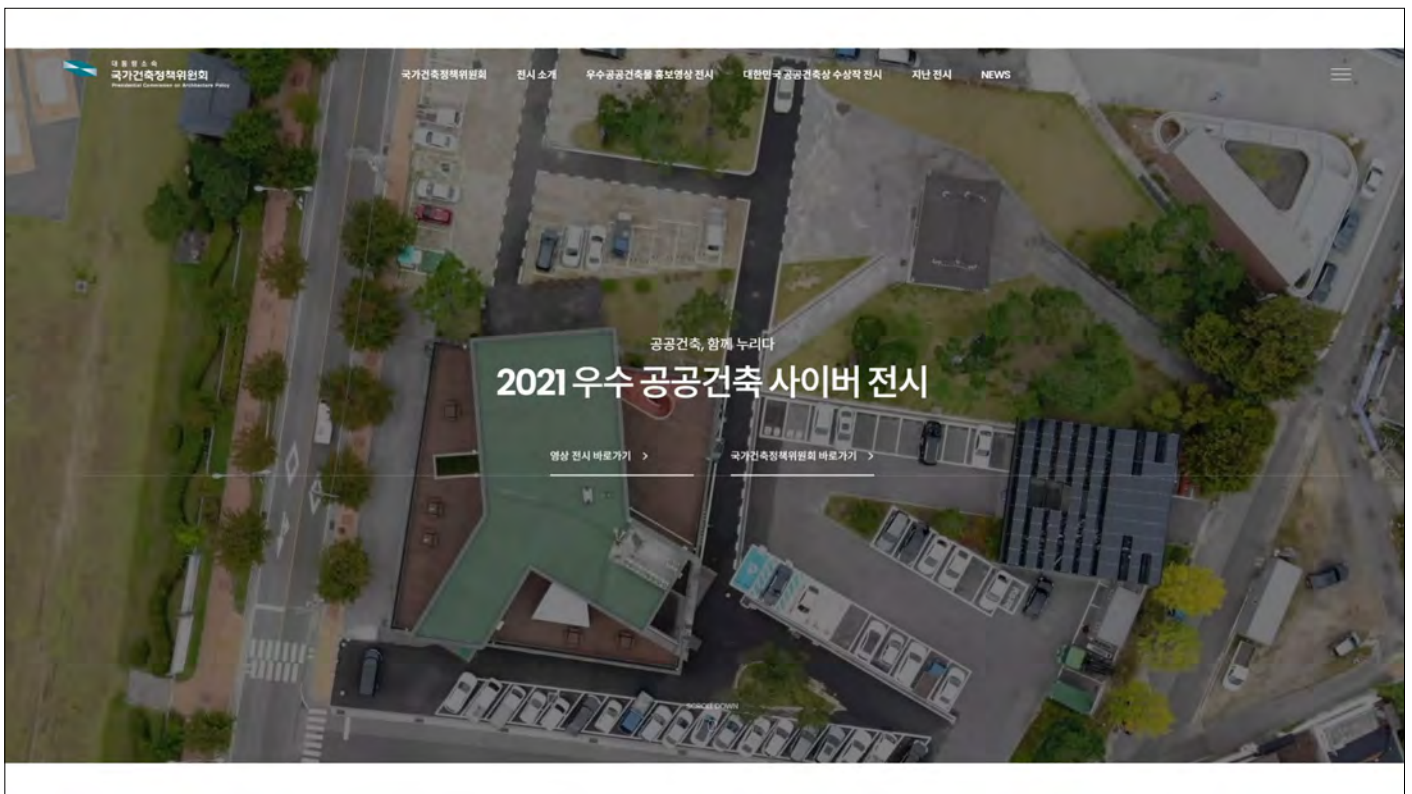 대통령소속
국가건축정책위원회
Presidential Commission on Architecture Policy
국가건축정책위원회 전시 소개 우수공공건축물 홍보영상 전시 대한민국 공공건축상 수상작 전시 지난 전시 NEWS
공공건축, 함께 누리다
2021 우수 공공건축 사이버 전시
영상 전시 바로가기 >
국가건축정책위원회 바로가기 >
SCROLL DOWN